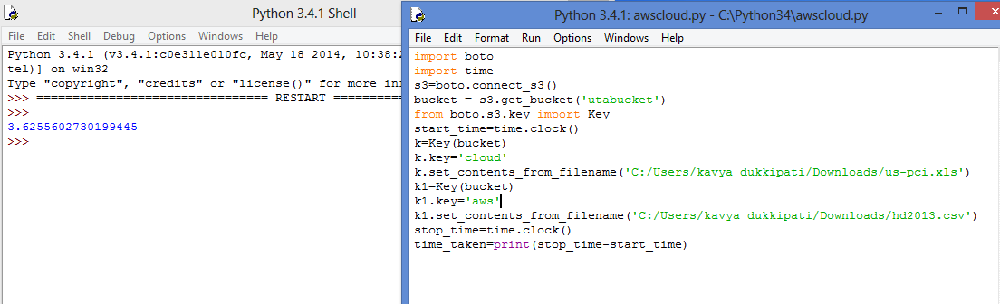 Python 3.4.1 Shell
File Edit Shell Debug Options Windows Help
Python 3.4.1 (v3.4.1:c0e311e010fc, May 18 2014, 10:38:2
tel)] on win32
Type "copyright", "credits" or "license()" for more in
>>> ================================ RESTART ==========
>>>
3.6255602730199445
>>>
Python 3.4.1: awscloud.py - C:\Python34\awscloud.py
File Edit Format Run Options Windows Help
import boto
import time
s3=boto.connect_s3()
bucket = s3.get_bucket('utabucket')
from boto.s3.key import Key
start_time=time.clock()
k=Key(bucket)
k.key='cloud'
k.set_contents_from_filename('C:/Users/kavya dukkipati/Downloads/us-pci.xls')
k1=Key(bucket)
k1.key='aws'
k1.set_contents_from_filename('C:/Users/kavya dukkipati/Downloads/hd2013.csv')
stop_time=time.clock()
time_taken=print(stop_time-start_time)